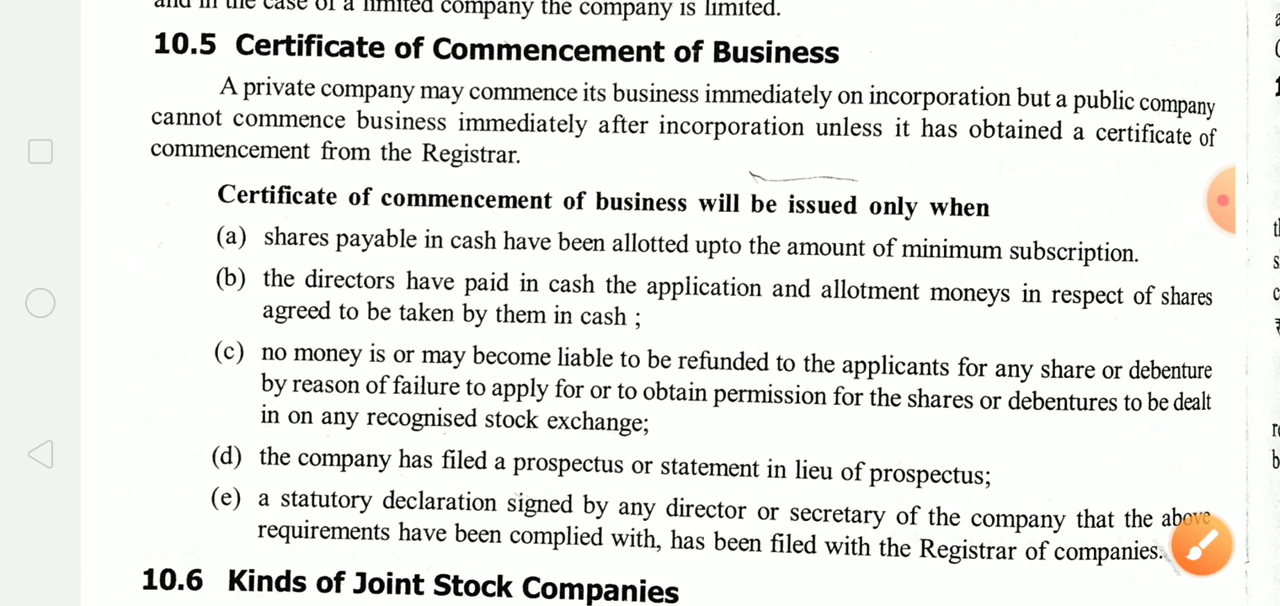 and in the case of a limited company the company is limited.
10.5 Certificate of Commencement of Business
A private company may commence its business immediately on incorporation but a public company
cannot commence business immediately after incorporation unless it has obtained a certificate of
commencement from the Registrar.
Certificate of commencement of business will be issued only when
(a) shares payable in cash have been allotted upto the amount of minimum subscription.
(b) the directors have paid in cash the application and allotment moneys in respect of shares
agreed to be taken by them in cash ;
(c) no money is or may become liable to be refunded to the applicants for any share or debenture
by reason of failure to apply for or to obtain permission for the shares or debentures to be dealt
in on any recognised stock exchange;
(d) the company has filed a prospectus or statement in lieu of prospectus;
(e) a statutory declaration signed by any director or secretary of the company that the above
requirements have been complied with, has been filed with the Registrar of companies.
10.6 Kinds of Joint Stock Companies